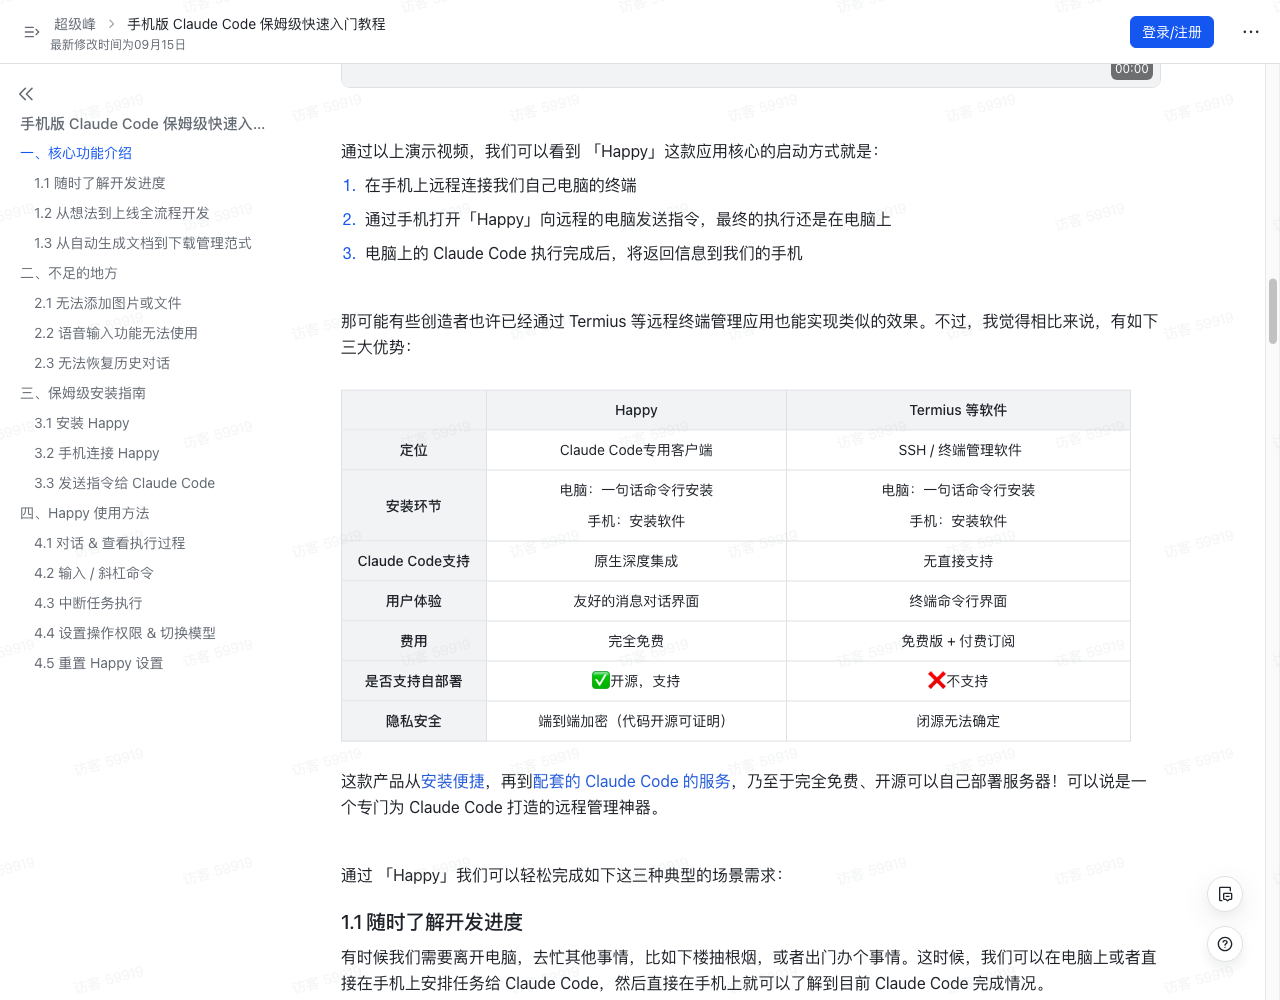 超级峰 > 手机版 Claude Code 保姆级快速入门教程
最新修改时间为09月15日
登录/注册
手机版 Claude Code 保姆级快速入...
一、核心功能介绍
1.1 随时了解开发进度
1.2 从想法到上线全流程开发
1.3 从自动生成文档到下载管理范式
二、不足的地方
2.1 无法添加图片或文件
2.2 语音输入功能无法使用
2.3 无法恢复历史对话
三、保姆级安装指南
3.1 安装 Happy
3.2 手机连接 Happy
3.3 发送指令给 Claude Code
四、Happy 使用方法
4.1 对话 & 查看执行过程
4.2 输入 / 斜杠命令
4.3 中断任务执行
4.4 设置操作权限 & 切换模型
4.5 重置 Happy 设置
00:00
通过以上演示视频，我们可以看到 「Happy」这款应用核心的启动方式就是：
1. 在手机上远程连接我们自己电脑的终端
2. 通过手机打开「Happy」向远程的电脑发送指令，最终的执行还是在电脑上
3. 电脑上的 Claude Code 执行完成后，将返回信息到我们的手机
那可能有些创造者也许已经通过 Termius 等远程终端管理应用也能实现类似的效果。不过，我觉得相比来说，有如下
三大优势：
Happy Termius 等软件
定位 Claude Code专用客户端 SSH / 终端管理软件
安装环节 电脑：一句话命令行安装 电脑：一句话命令行安装
手机：安装软件 手机：安装软件
Claude Code支持 原生深度集成 无直接支持
用户体验 友好的消息对话界面 终端命令行界面
费用 完全免费 免费版 + 付费订阅
是否支持自部署 ✅开源，支持 ❌不支持
隐私安全 端到端加密（代码开源可证明） 闭源无法确定
这款产品从安装便捷，再到配套的 Claude Code 的服务，乃至于完全免费、开源可以自己部署服务器！可以说是一
个专门为 Claude Code 打造的远程管理神器。
通过 「Happy」我们可以轻松完成如下这三种典型的场景需求：
1.1 随时了解开发进度
有时候我们需要离开电脑，去忙其他事情，比如下楼抽根烟，或者出门办个事情。这时候，我们可以在电脑上或者直
接在手机上安排任务给 Claude Code，然后直接在手机上就可以了解到目前 Claude Code 完成情况。
访客 59919